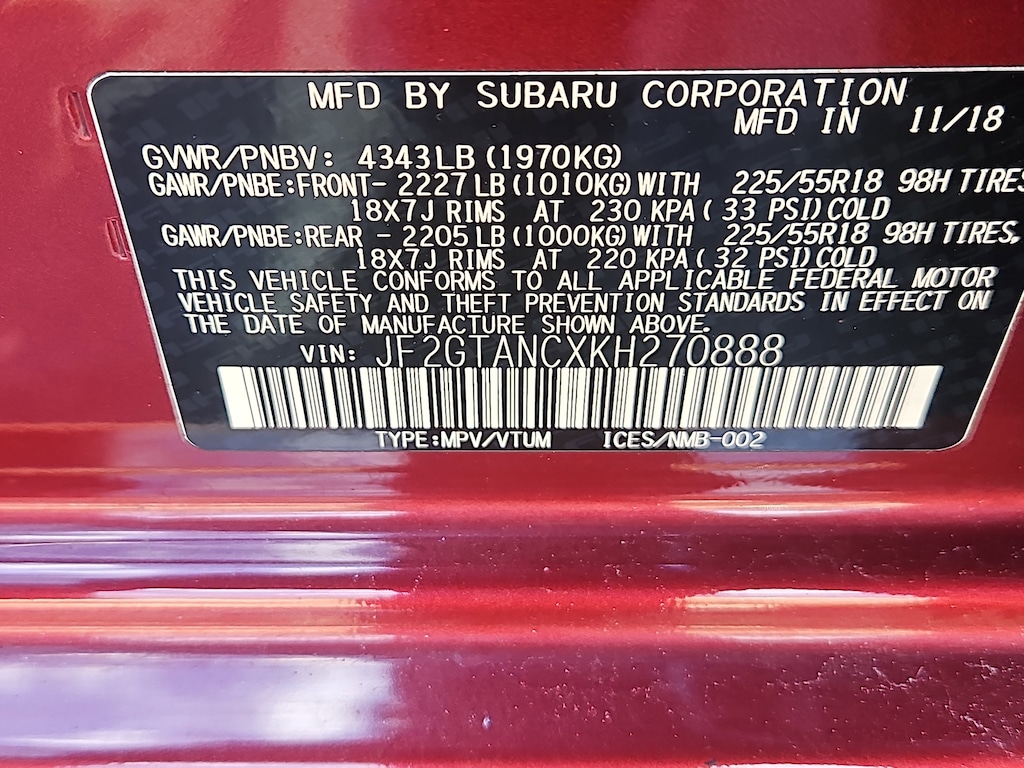 MFD BY SUBARU CORPORATION
MFD IN 11/18
GVWR/PNBV: 4343LB (1970KG)
GAWR/PNBE:FRONT- 2227 LB (1010KG) WITH 225/55R18 98H TIRES
18X7J RIMS AT 230 KPA ( 33 PSI) COLD
GAWR/PNBE:REAR - 2205 LB (1000KG) WITH 225/55R18 98H TIRES,
18X7J RIMS AT 220 KPA ( 32 PSI) COLD
THIS VEHICLE CONFORMS TO ALL APPLICABLE FEDERAL MOTOR
VEHICLE SAFETY AND THEFT PREVENTION STANDARDS IN EFFECT ON
THE DATE OF MANUFACTURE SHOWN ABOVE.
VIN: JF2GTANCXKH270888
TYPE:MPV/VTUM ICES/NMB-002